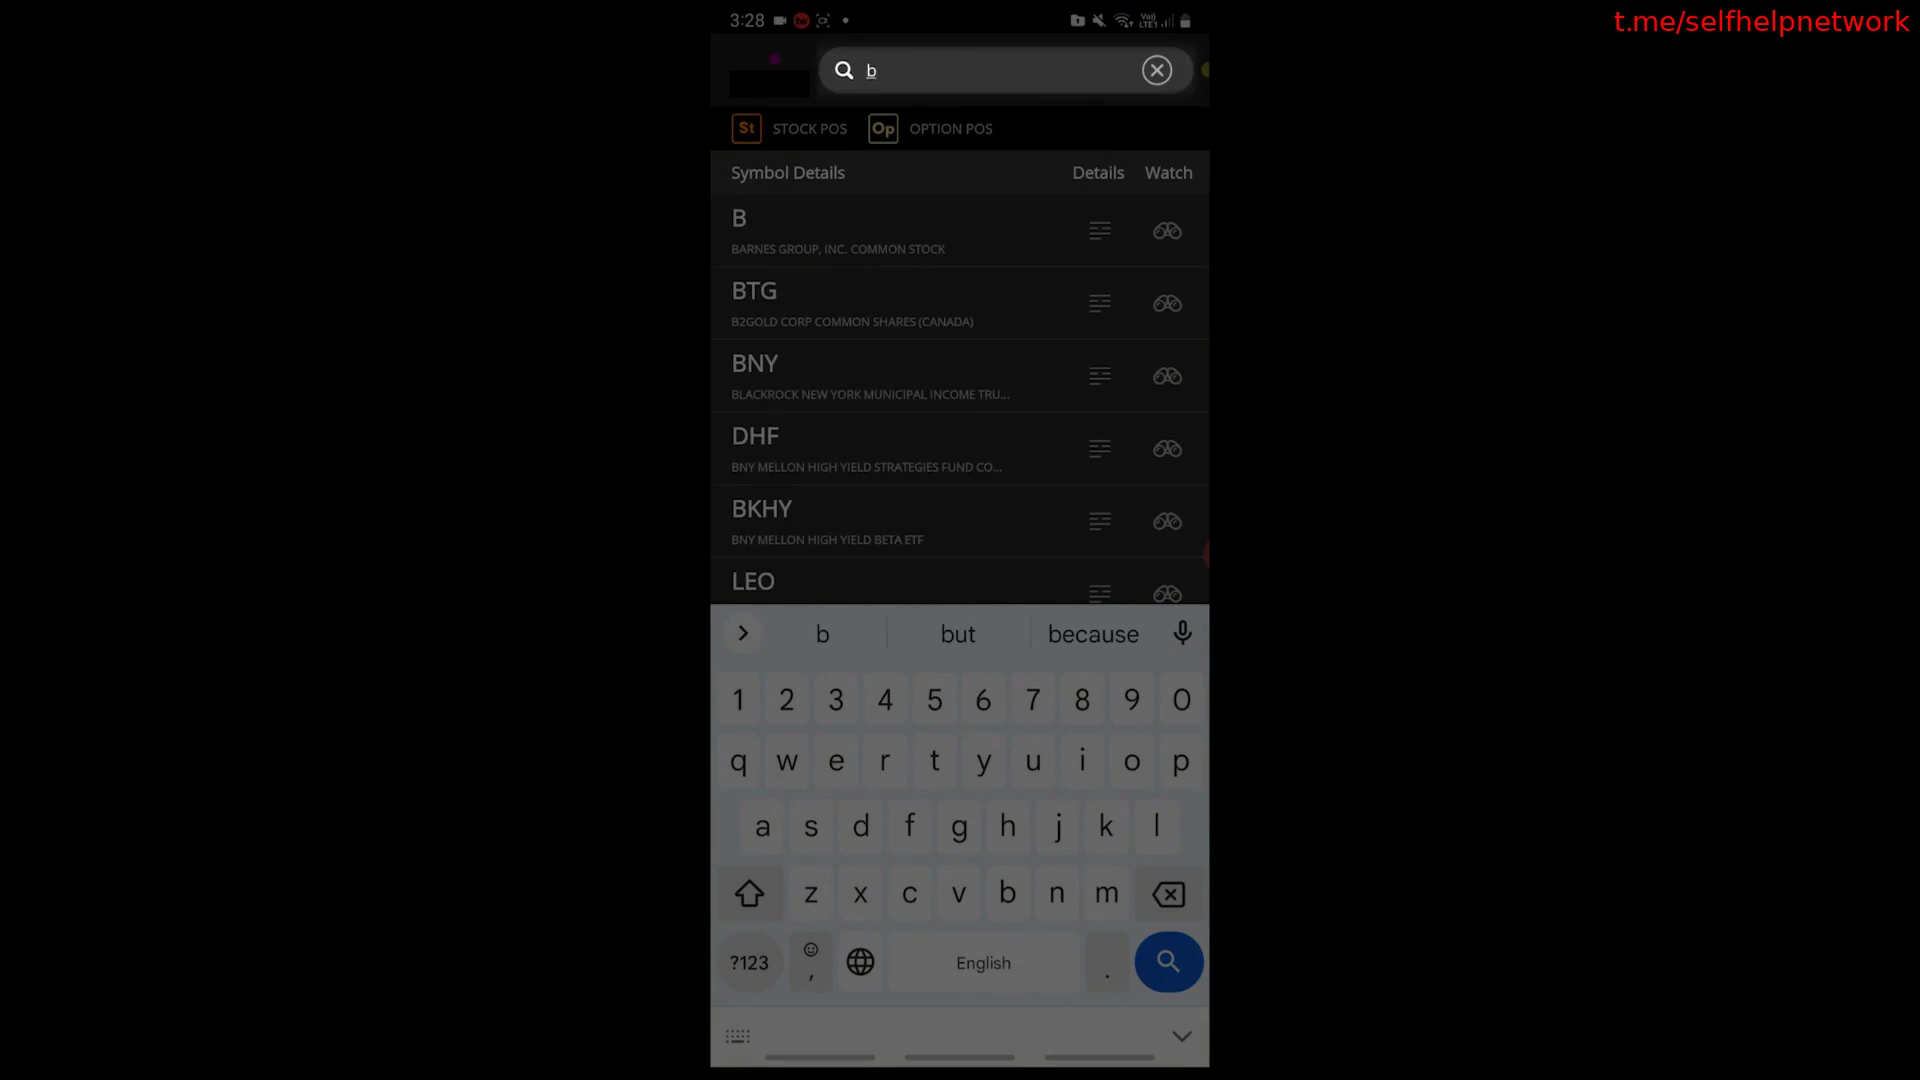 t.me/selfhelpnetwork
3:28 tw Vo) LTE1
b
St STOCK POS Op OPTION POS
Symbol Details Details Watch
B
BARNES GROUP, INC. COMMON STOCK
BTG
B2GOLD CORP COMMON SHARES (CANADA)
BNY
BLACKROCK NEW YORK MUNICIPAL INCOME TRU...
DHF
BNY MELLON HIGH YIELD STRATEGIES FUND CO...
BKHY
BNY MELLON HIGH YIELD BETA ETF
LEO
b but because
1 2 3 4 5 6 7 8 9 0
q w e r t y u i o p
a s d f g h j k l
z x c v b n m
?123 , English .